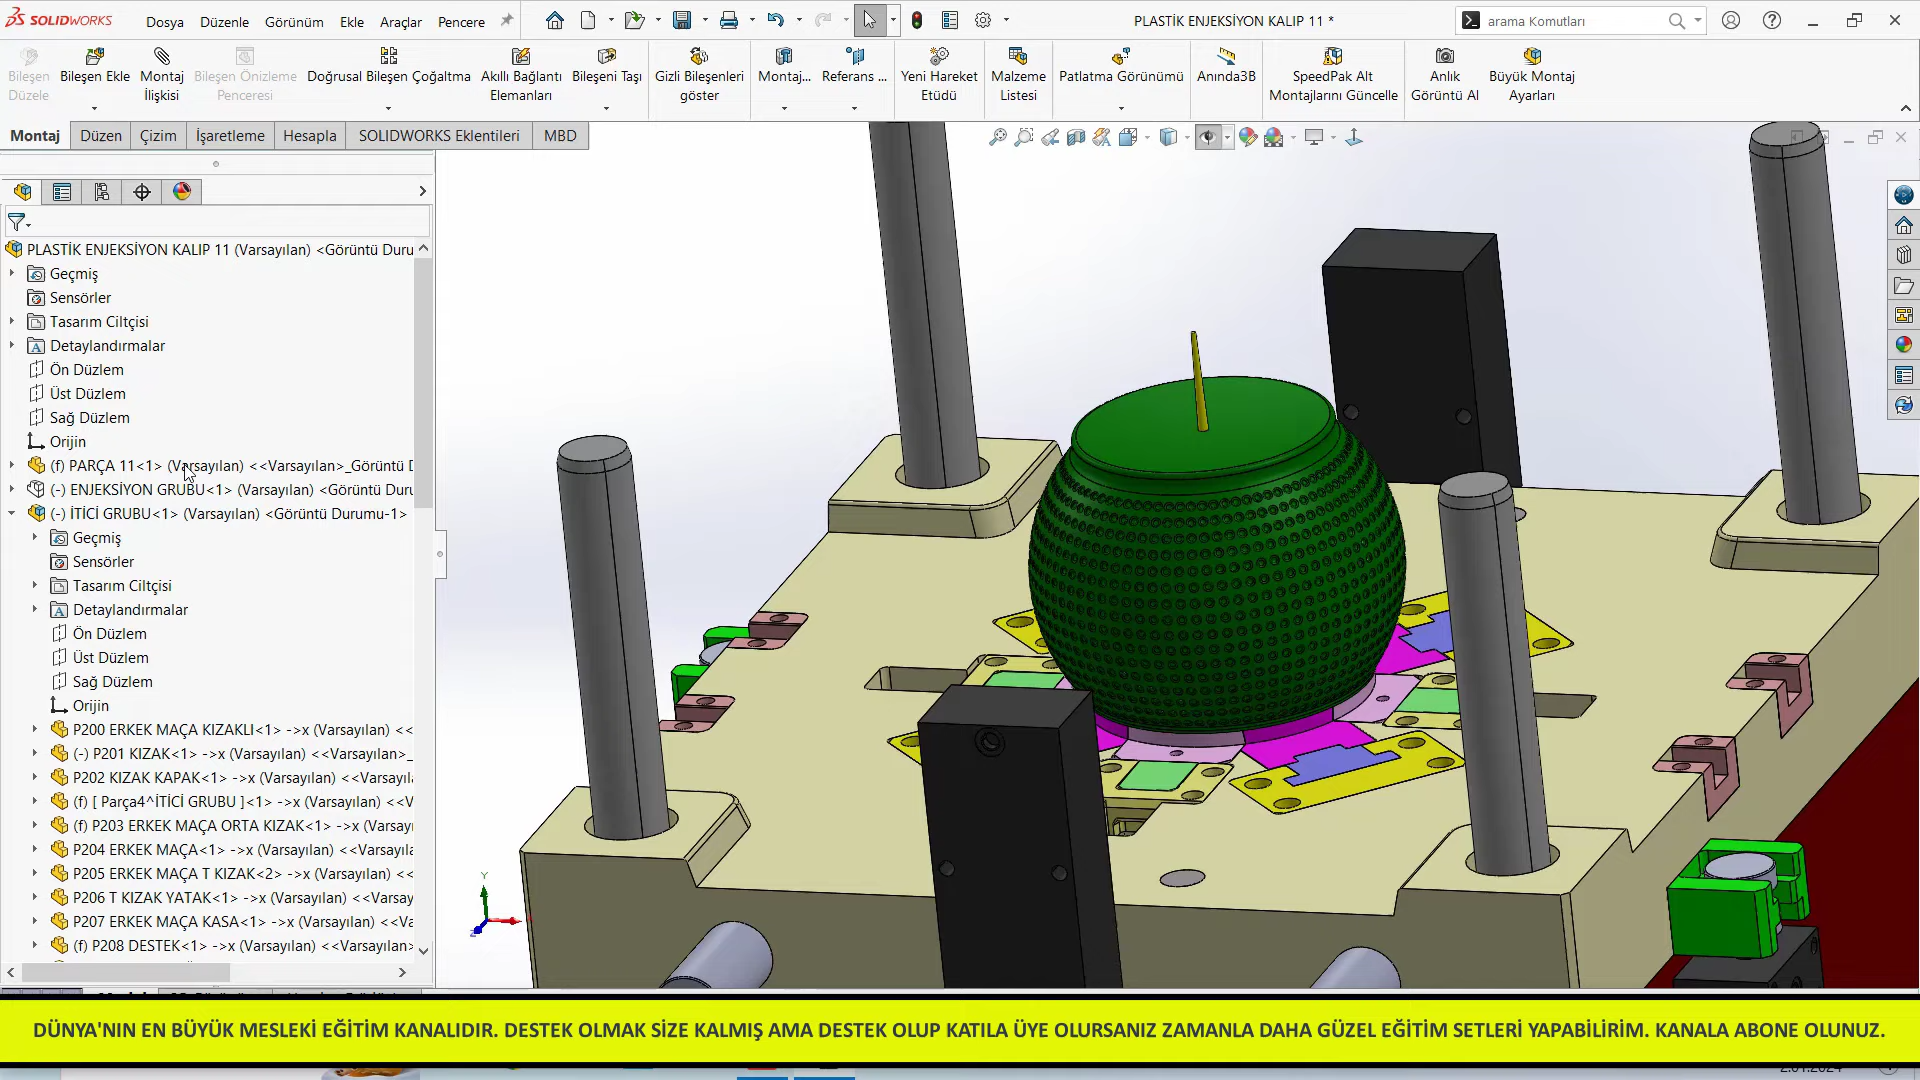 SOLIDWORKS
Dosya Düzenle Görünüm Ekle Araçlar Pencere
PLASTİK ENJEKSİYON KALIP 11 *
arama Komutları
Bileşen Düzele
Bileşen Ekle
Montaj İlişkisi
Bileşen Önizleme Penceresi
Doğrusal Bileşen Çoğaltma
Akıllı Bağlantı Elemanları
Bileşeni Taşı
Gizli Bileşenleri göster
Montaj...
Referans ...
Yeni Hareket Etüdü
Malzeme Listesi
Patlatma Görünümü
Anında3B
SpeedPak Alt Montajlarını Güncelle
Anlık Görüntü Al
Büyük Montaj Ayarları
Montaj Düzen Çizim İşaretleme Hesapla SOLIDWORKS Eklentileri MBD
PLASTİK ENJEKSİYON KALIP 11 (Varsayılan) <Görüntü Duru
Geçmiş
Sensörler
Tasarım Ciltçisi
Detaylandırmalar
Ön Düzlem
Üst Düzlem
Sağ Düzlem
Orijin
(f) PARÇA 11<1> (Varsayılan) <<Varsayılan>_Görüntü D
(-) ENJEKSİYON GRUBU<1> (Varsayılan) <Görüntü Duru
(-) İTİCİ GRUBU<1> (Varsayılan) <Görüntü Durumu-1>
Geçmiş
Sensörler
Tasarım Ciltçisi
Detaylandırmalar
Ön Düzlem
Üst Düzlem
Sağ Düzlem
Orijin
P200 ERKEK MAÇA KIZAKLI<1> ->x (Varsayılan) <<
(-) P201 KIZAK<1> ->x (Varsayılan) <<Varsayılan>_
P202 KIZAK KAPAK<1> ->x (Varsayılan) <<Varsayılan
(f) [ Parça4^İTİCİ GRUBU ]<1> ->x (Varsayılan) <<V
(f) P203 ERKEK MAÇA ORTA KIZAK<1> ->x (Varsayı
P204 ERKEK MAÇA<1> ->x (Varsayılan) <<Varsayıla
P205 ERKEK MAÇA T KIZAK<2> ->x (Varsayılan) <<
P206 T KIZAK YATAK<1> ->x (Varsayılan) <<Varsay
P207 ERKEK MAÇA KASA<1> ->x (Varsayılan) <<Va
(f) P208 DESTEK<1> ->x (Varsayılan) <<Varsayılan>
Y
DÜNYA'NIN EN BÜYÜK MESLEKİ EĞİTİM KANALIDIR. DESTEK OLMAK SİZE KALMIŞ AMA DESTEK OLUP KATILA ÜYE OLURSANIZ ZAMANLA DAHA GÜZEL EĞİTİM SETLERİ YAPABİLİRİM. KANALA ABONE OLUNUZ.